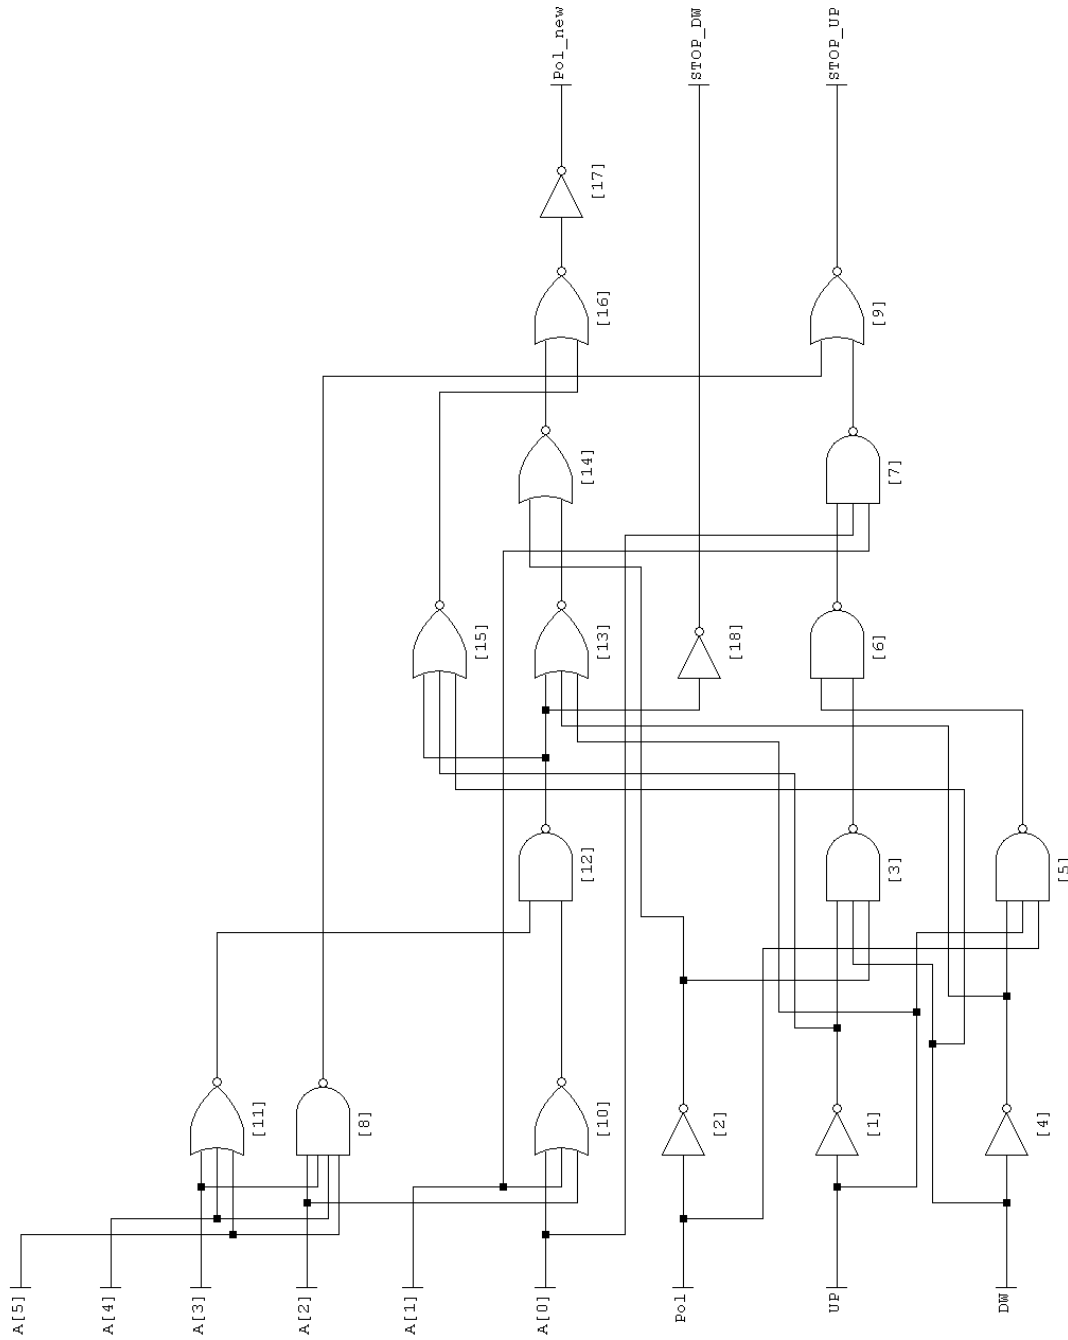 Pol_new
STOP_DW
STOP_UP
[17]
[16]
[9]
[14]
[7]
[15]
[13]
[18]
[6]
[12]
[3]
[5]
[11]
[8]
[10]
[2]
[1]
[4]
A[5]
A[4]
A[3]
A[2]
A[1]
A[0]
Pol
UP
DW